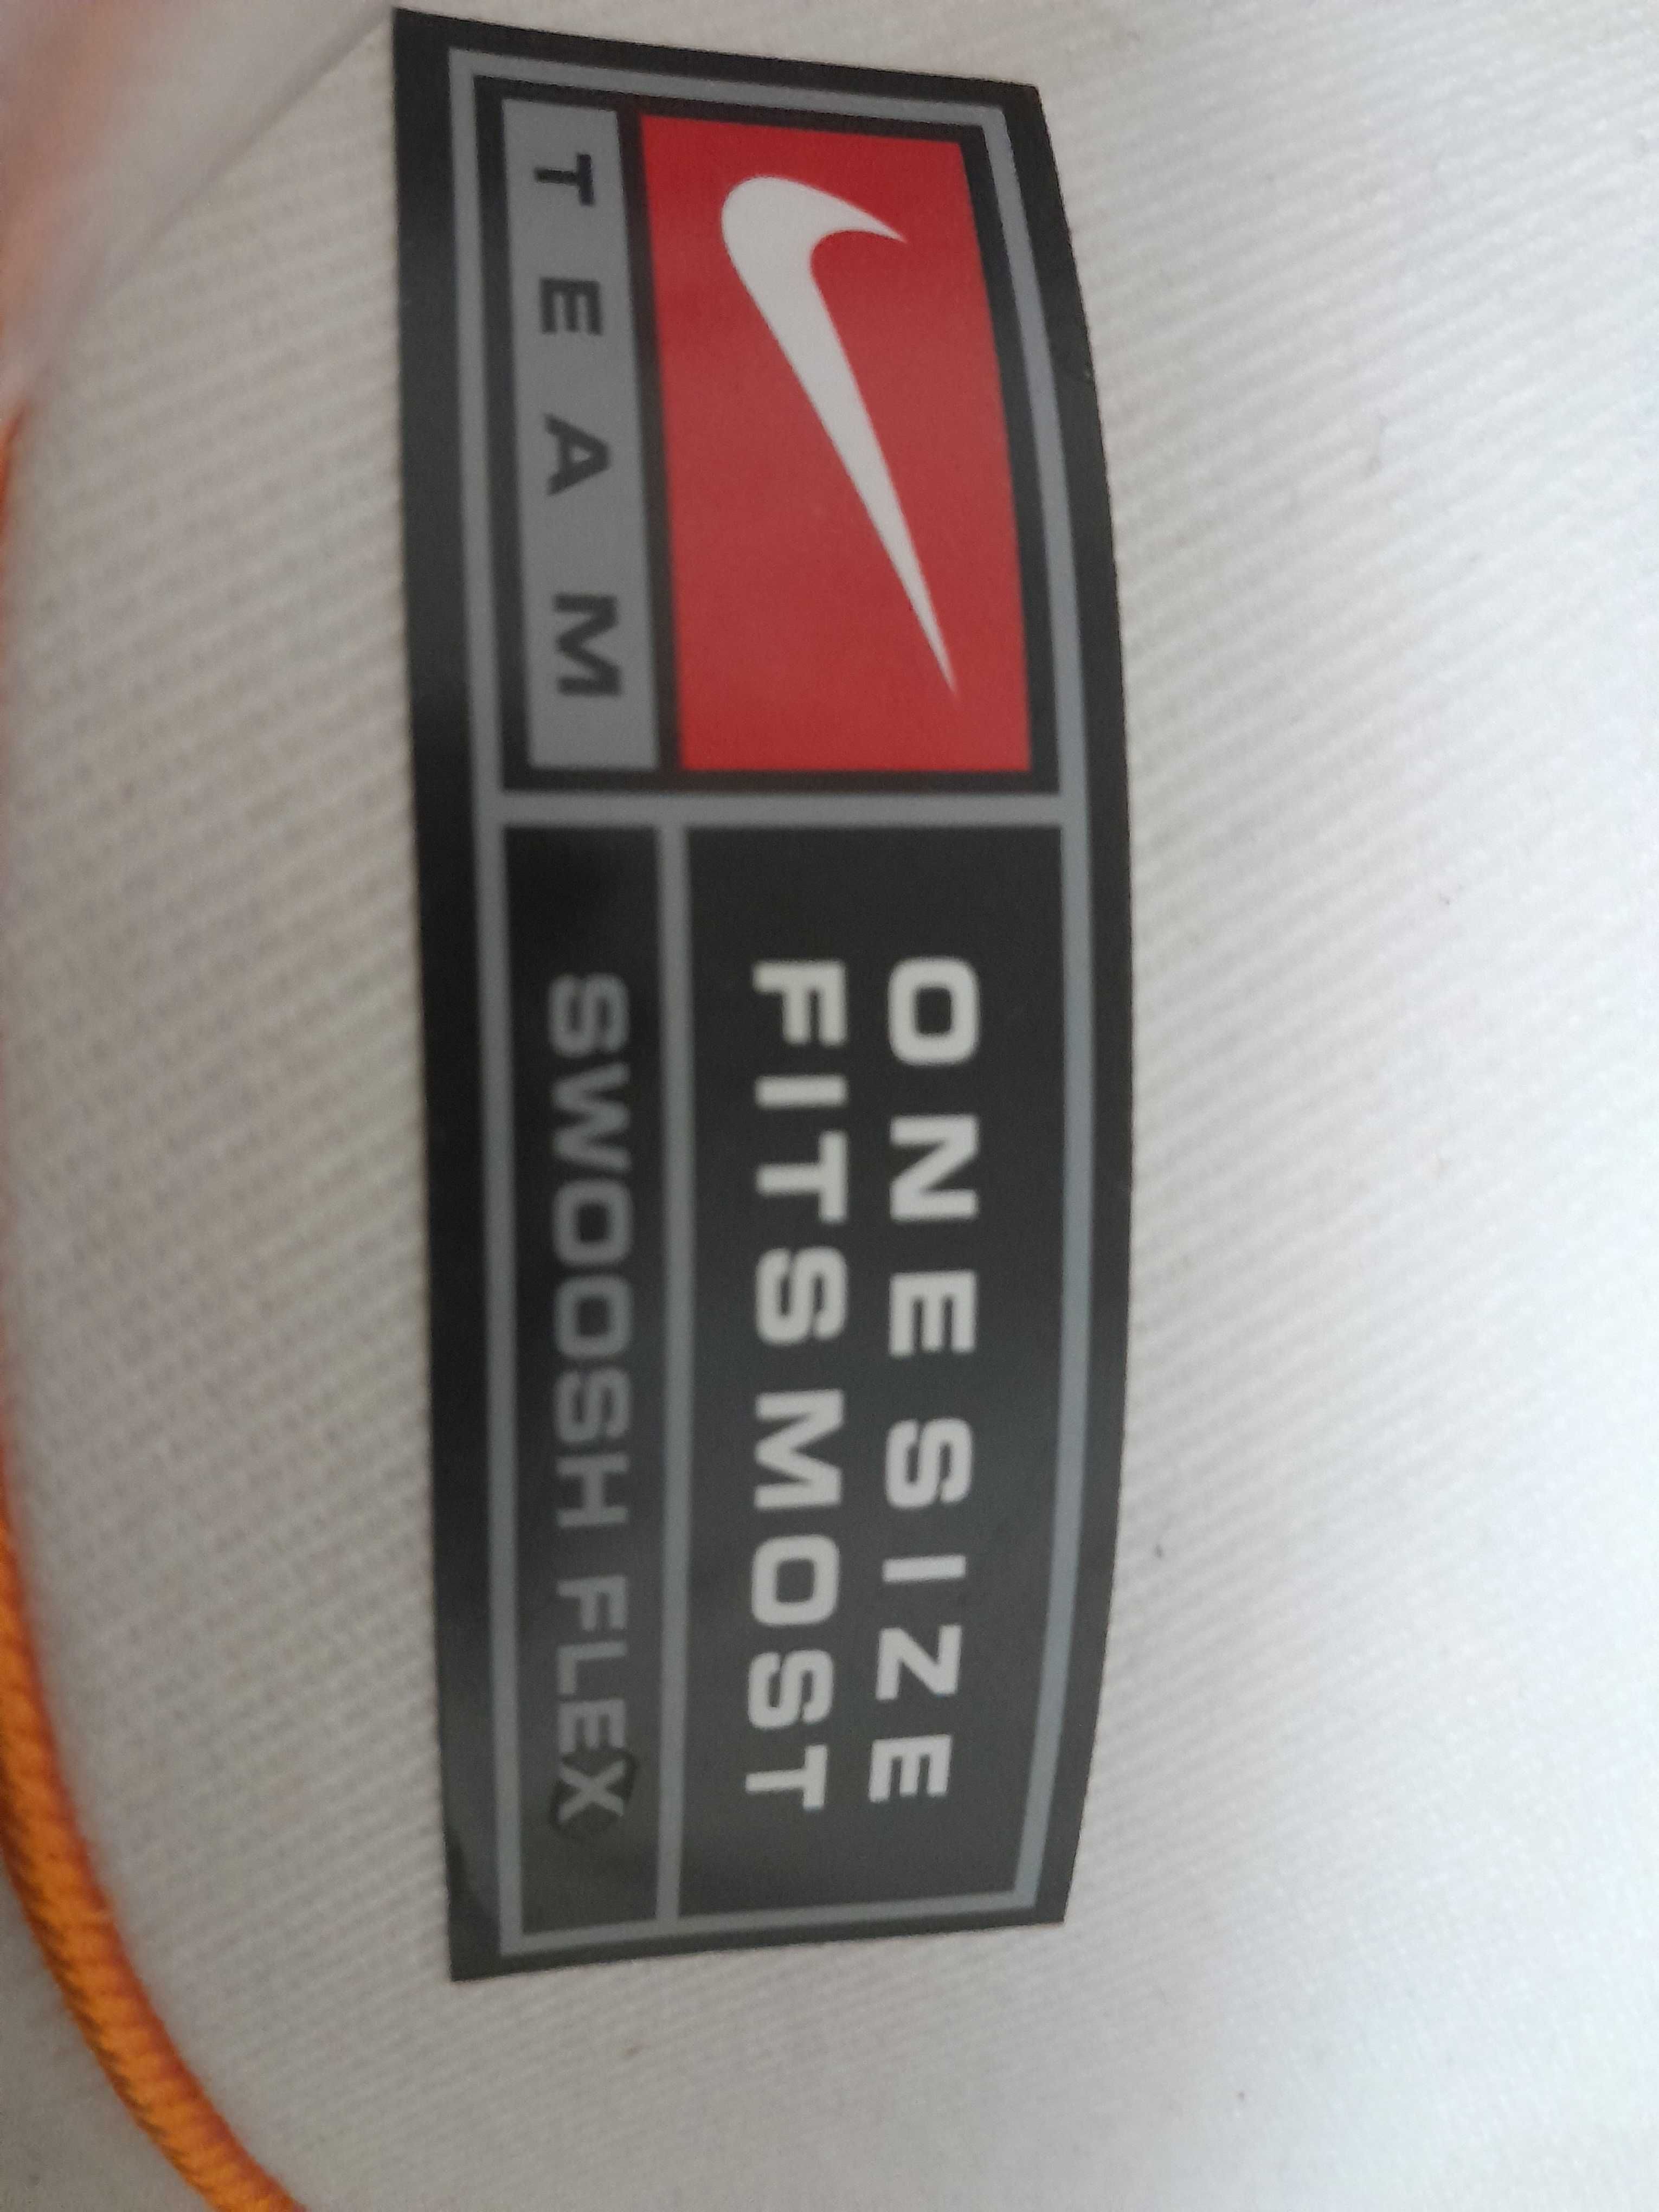 TEAM
ONE SIZE
FITS MOST
SWOOSH FLEX